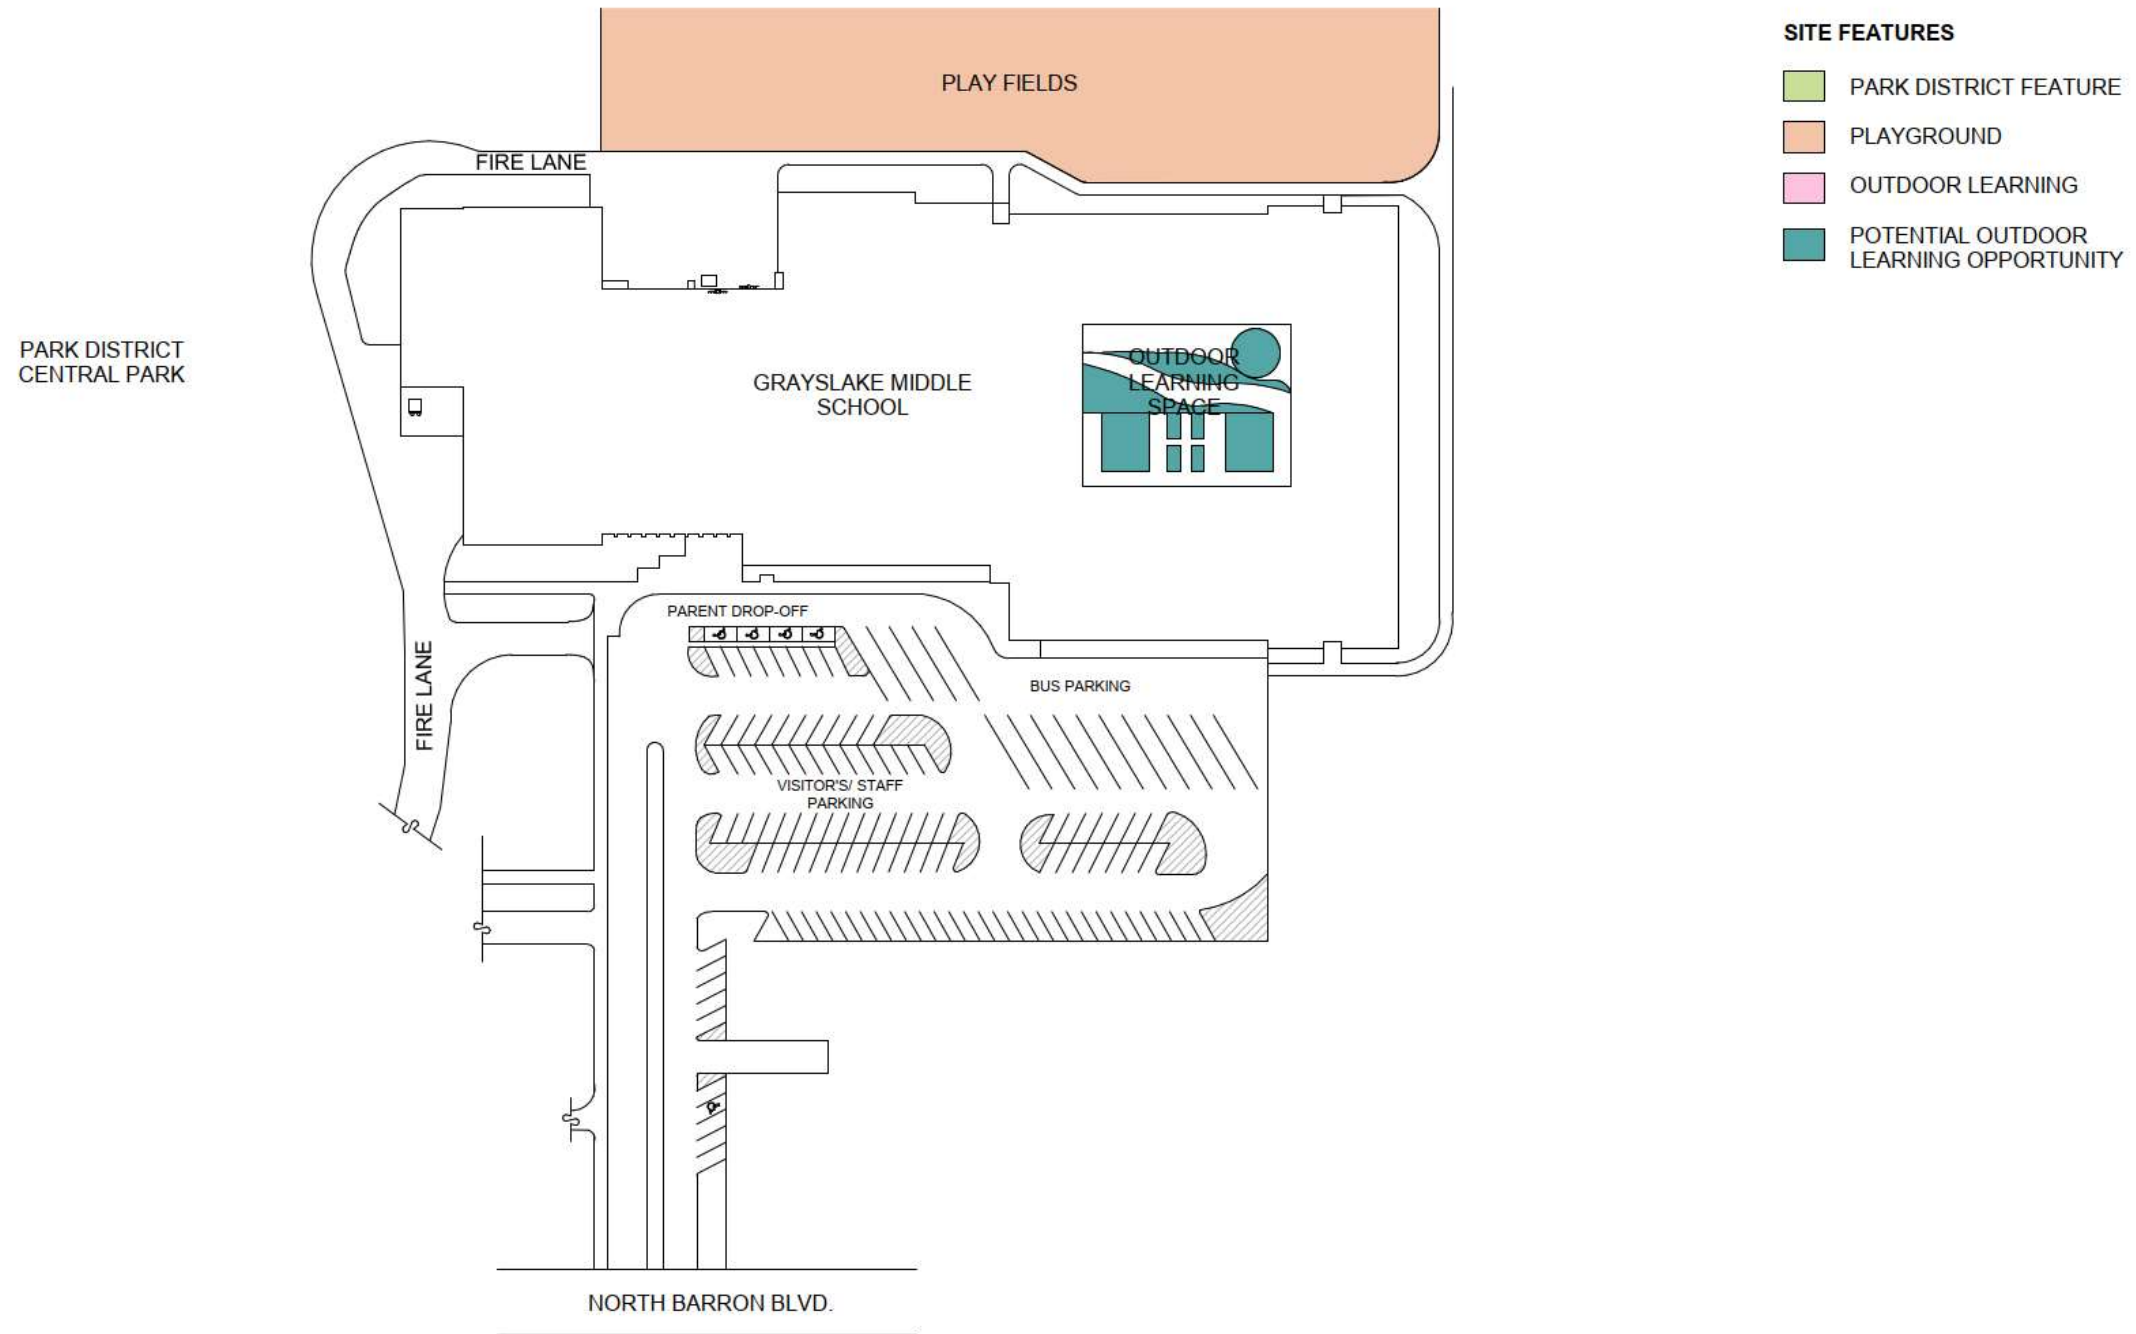 SITE FEATURES
PARK DISTRICT FEATURE
PLAYGROUND
OUTDOOR LEARNING
POTENTIAL OUTDOOR
LEARNING OPPORTUNITY
PLAY FIELDS
FIRE LANE
PARK DISTRICT
CENTRAL PARK
GRAYSLAKE MIDDLE
SCHOOL
OUTDOOR
LEARNING
SPACE
PARENT DROP-OFF
FIRE LANE
BUS PARKING
VISITOR'S/ STAFF
PARKING
NORTH BARRON BLVD.